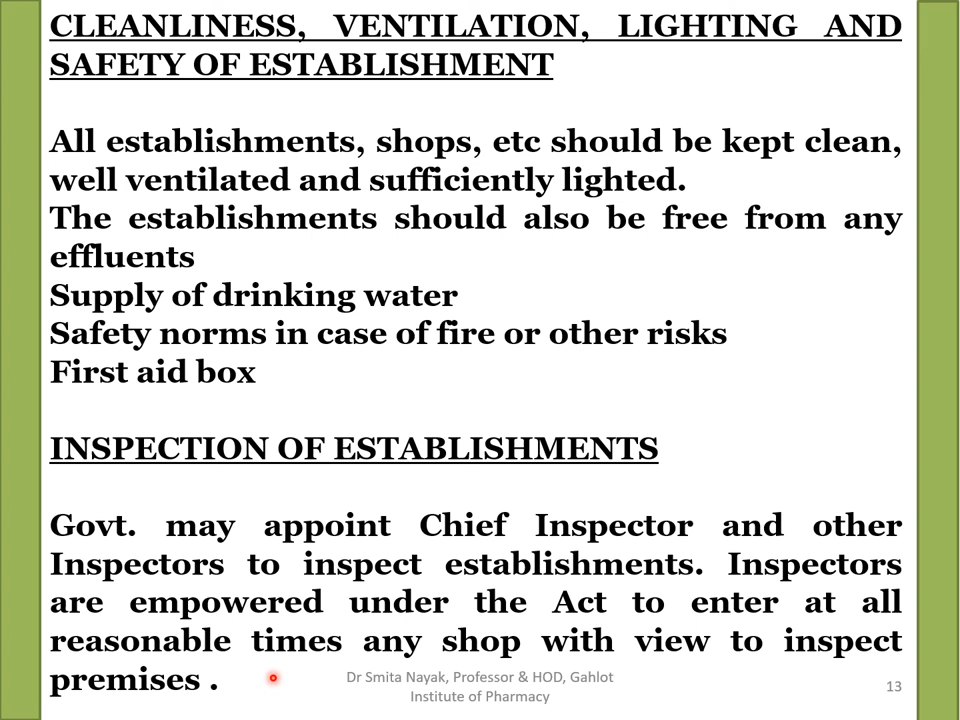 CLEANLINESS, VENTILATION, LIGHTING AND
SAFETY OF ESTABLISHMENT
All establishments, shops, etc should be kept clean,
well ventilated and sufficiently lighted.
The establishments should also be free from any
effluents
Supply of drinking water
Safety norms in case of fire or other risks
First aid box
INSPECTION OF ESTABLISHMENTS
Govt. may appoint Chief Inspector and other
Inspectors to inspect establishments. Inspectors
are empowered under the Act to enter at all
reasonable times any shop with view to inspect
premises .
Dr Smita Nayak, Professor & HOD, Gahlot
Institute of Pharmacy
13